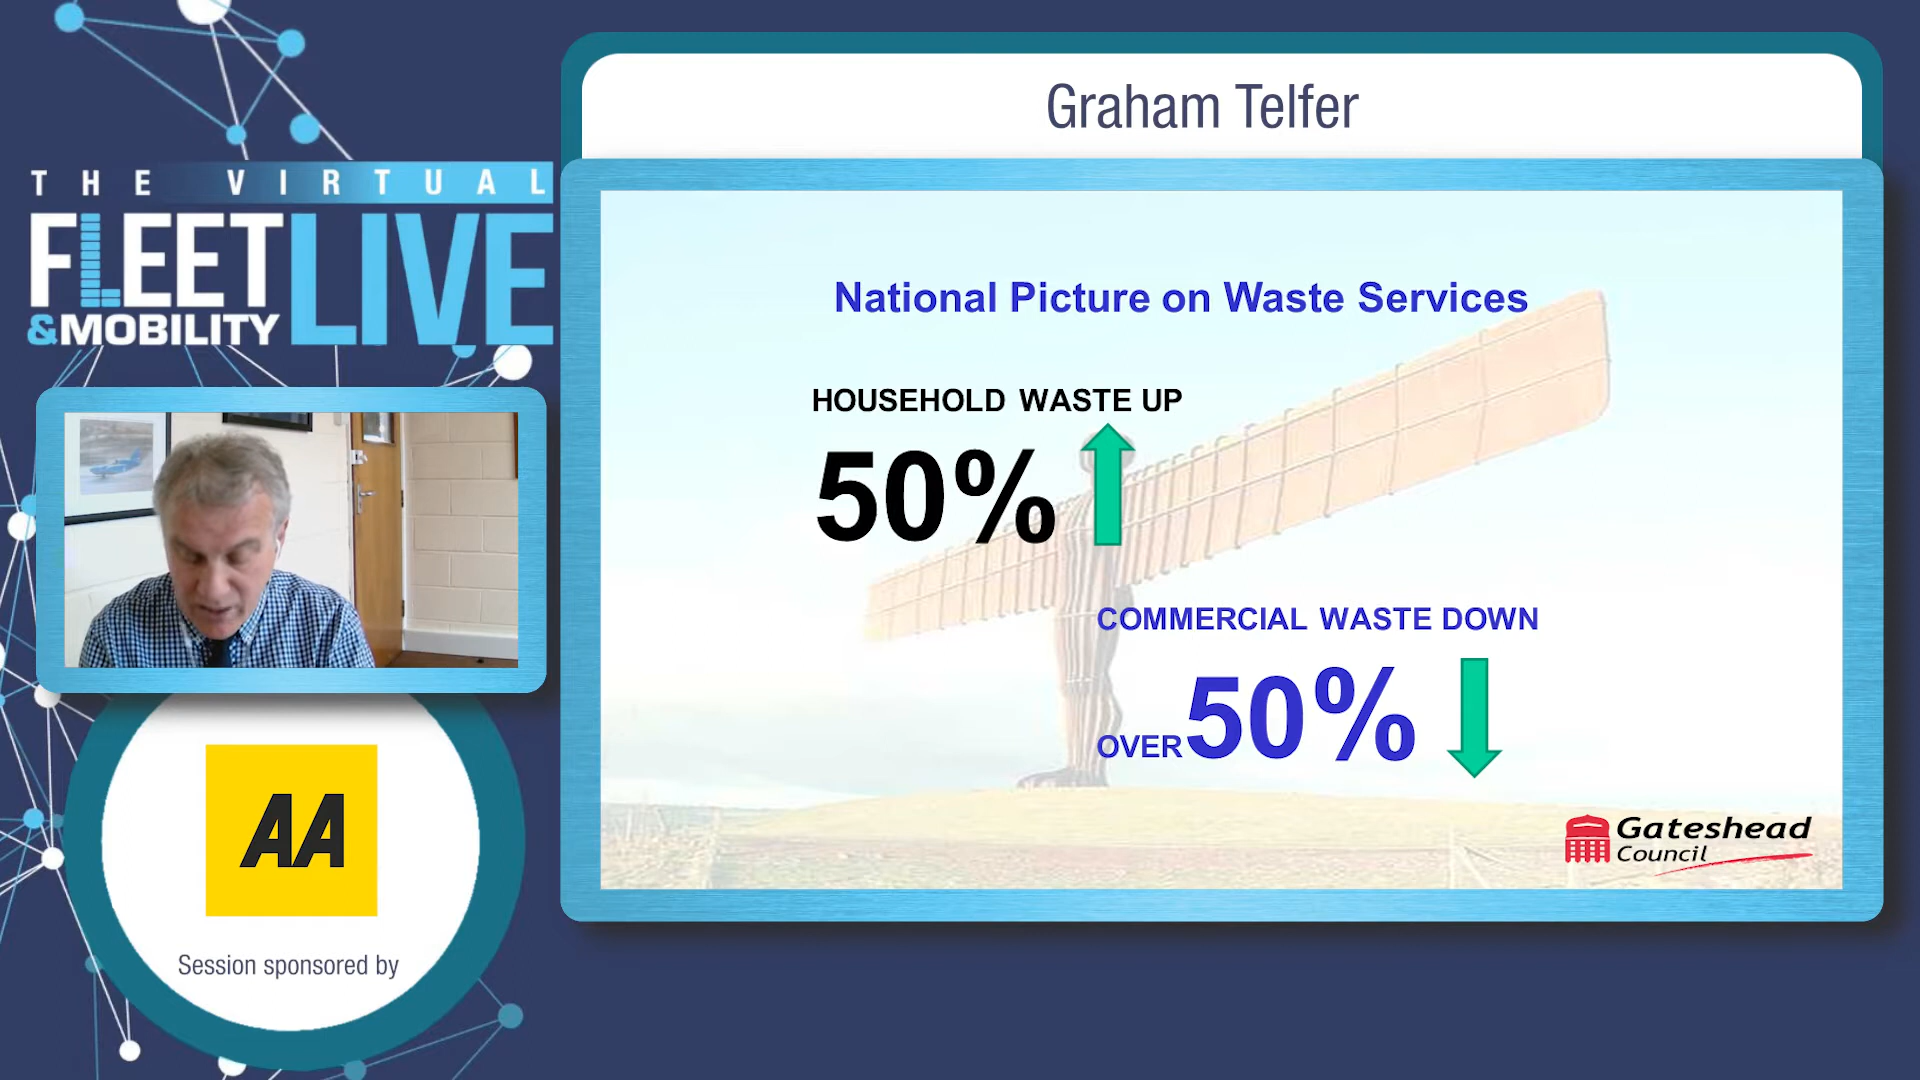 THE VIRTUAL
FLEET
&MOBILITY
LIVE
AA
Session sponsored by
Graham Telfer
National Picture on Waste Services
HOUSEHOLD WASTE UP
50%
COMMERCIAL WASTE DOWN
OVER 50%
Gateshead
Council